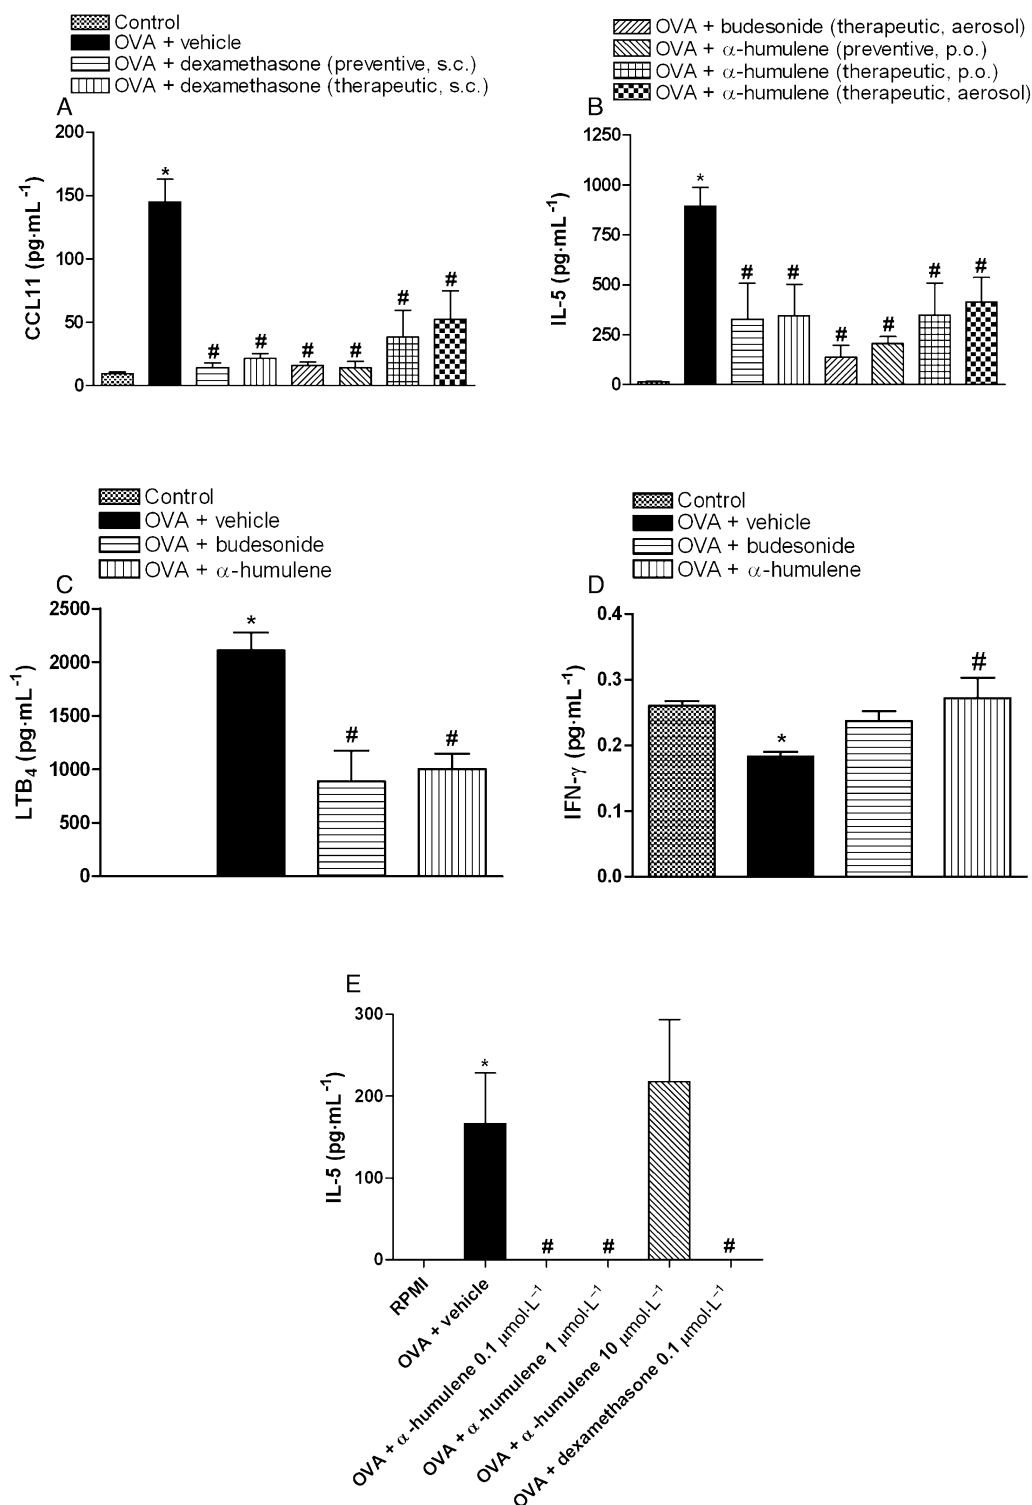 Control
OVA + vehicle
OVA + dexamethasone (preventive, s.c.)
OVA + dexamethasone (therapeutic, s.c.)
OVA + budesonide (therapeutic, aerosol)
OVA + α-humulene (preventive, p.o.)
OVA + α-humulene (therapeutic, p.o.)
OVA + α-humulene (therapeutic, aerosol)
A
200
150
100
50
0
CCL11 (pg·mL⁻¹)
*
#
#
#
#
#
#
B
1250
1000
750
500
250
0
IL-5 (pg·mL⁻¹)
*
#
#
#
#
#
#
Control
OVA + vehicle
OVA + budesonide
OVA + α-humulene
C
2500
2000
1500
1000
500
0
LTB₄ (pg·mL⁻¹)
*
#
#
Control
OVA + vehicle
OVA + budesonide
OVA + α-humulene
D
0.4
0.3
0.2
0.1
0.0
IFN-γ (pg·mL⁻¹)
*
#
E
300
200
100
0
IL-5 (pg·mL⁻¹)
*
#
#
#
RPMI
OVA + vehicle
OVA + α-humulene 0.1 μmol·L⁻¹
OVA + α-humulene 1 μmol·L⁻¹
OVA + α-humulene 10 μmol·L⁻¹
OVA + dexamethasone 0.1 μmol·L⁻¹